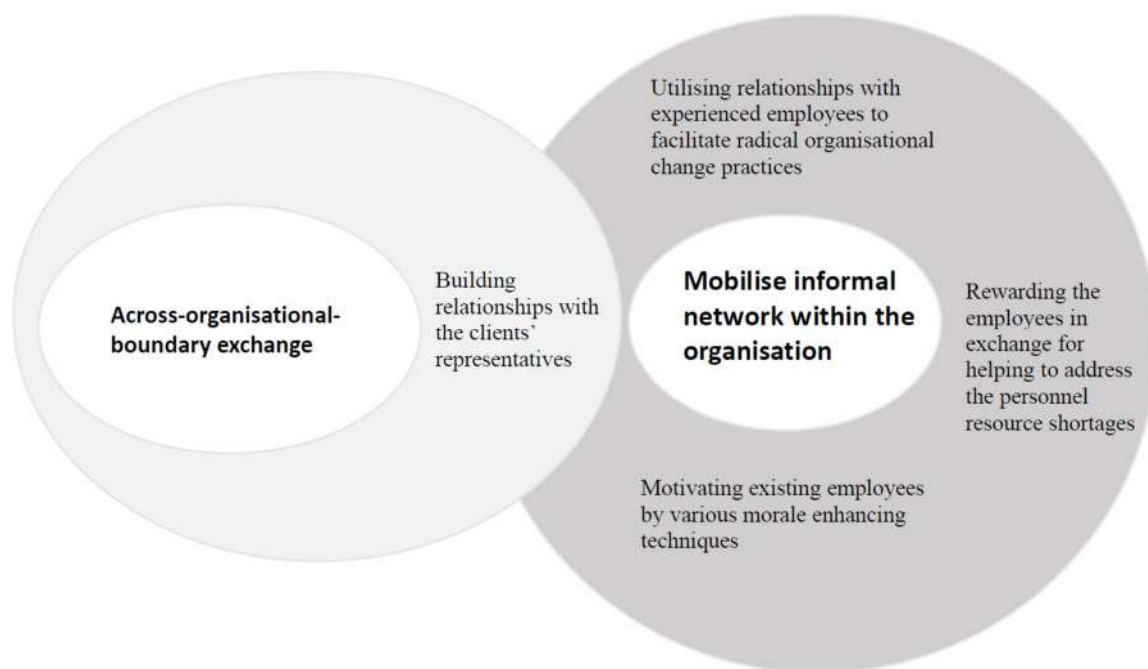 Across-organisational-
boundary exchange
Building
relationships with
the clients'
representatives
Utilising relationships with
experienced employees to
facilitate radical organisational
change practices
Mobilise informal
network within the
organisation
Rewarding the
employees in
exchange for
helping to address
the personnel
resource shortages
Motivating existing employees
by various morale enhancing
techniques